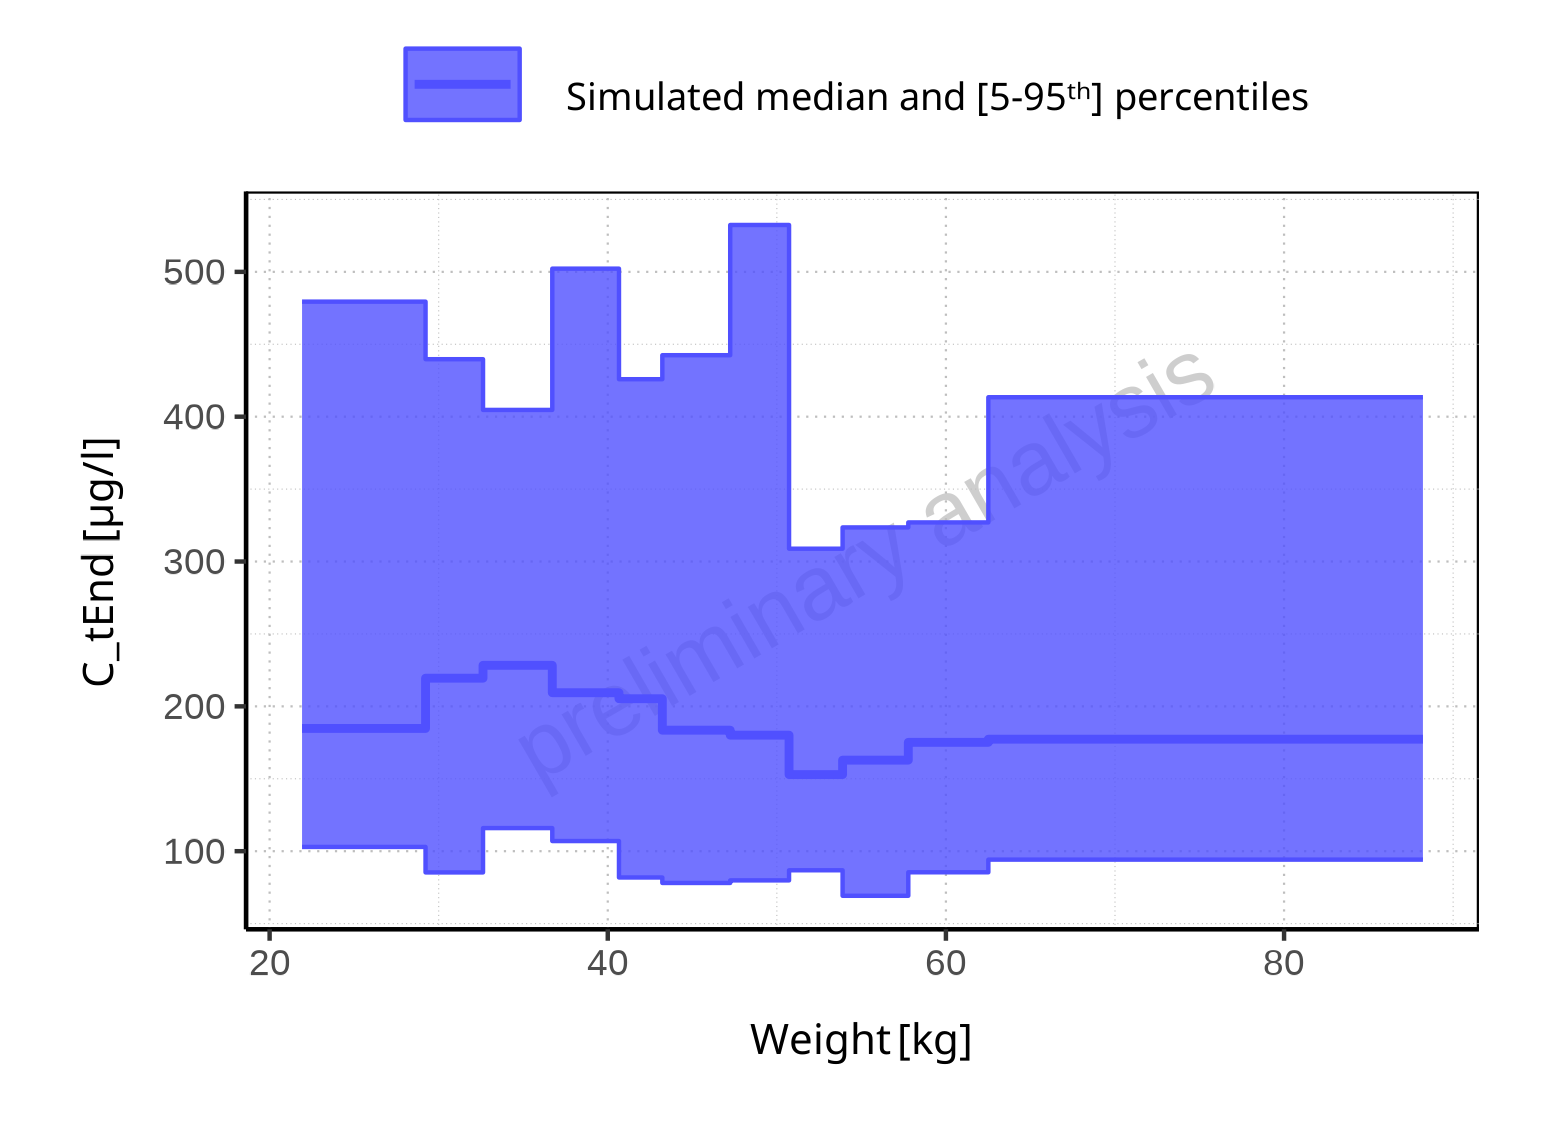 Simulated median and [5-95ᵗʰ] percentiles
500
400
300
200
100
C_tEnd [µg/l]
preliminary analysis
20 40 60 80
Weight [kg]